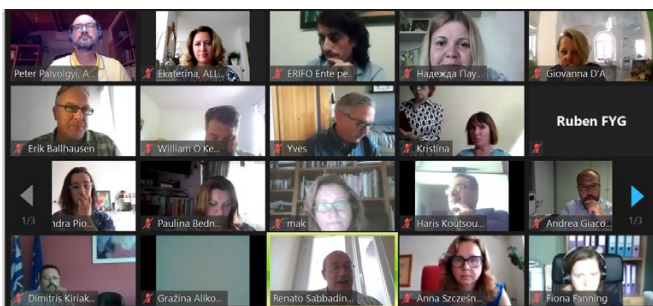 Peter Palvolgyi, A...
Ekaterina, ALL...
ERIFO Ente pe...
Надежда Пау...
Giovanna D'A...
Erik Ballhausen
William O'Ke...
Yves
Kristina
Ruben FYG
1/3
ndra Pio...
Paulina Bedn...
mak
Haris Koutsou...
Andrea Giaco...
1/3
Dimitris Kiriak...
Gražina Aliko...
Renato Sabbadin...
Anna Szcześn...
Fiona Fanning